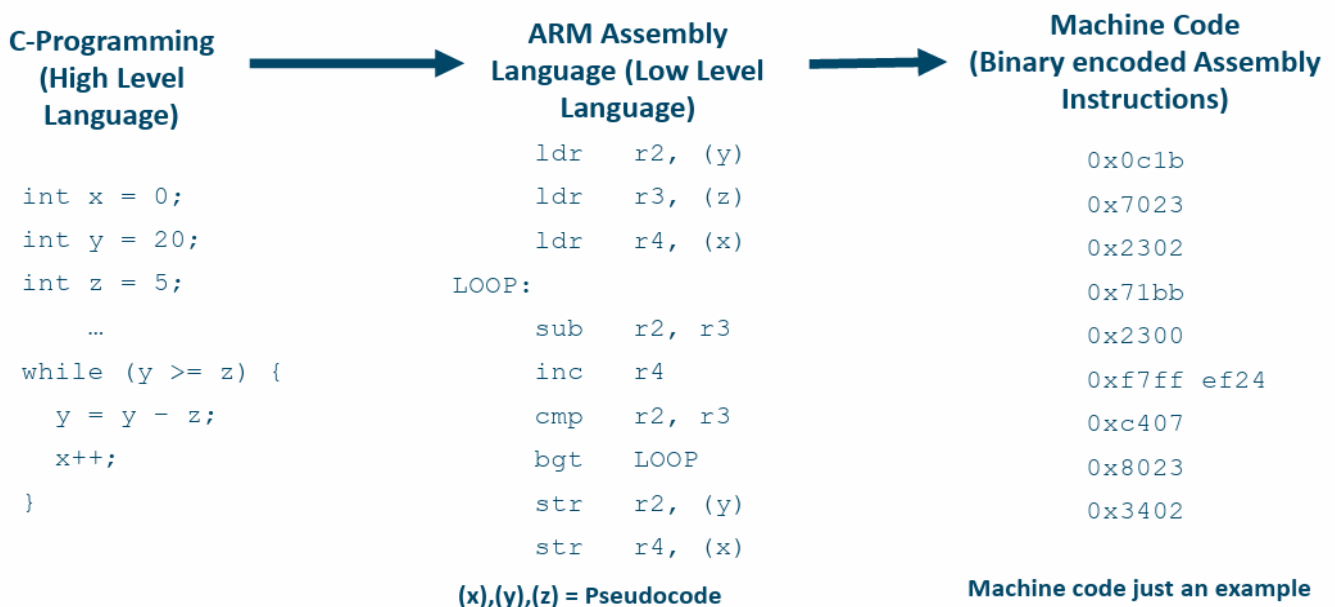 C-Programming
(High Level
Language)
int x = 0;
int y = 20;
int z = 5;
…
while (y >= z) {
y = y – z;
x++;
}
ARM Assembly
Language (Low Level
Language)
ldr r2, (y)
ldr r3, (z)
ldr r4, (x)
LOOP:
sub r2, r3
inc r4
cmp r2, r3
bgt LOOP
str r2, (y)
str r4, (x)
(x),(y),(z) = Pseudocode
Machine Code
(Binary encoded Assembly
Instructions)
0x0c1b
0x7023
0x2302
0x71bb
0x2300
0xf7ff ef24
0xc407
0x8023
0x3402
Machine code just an example